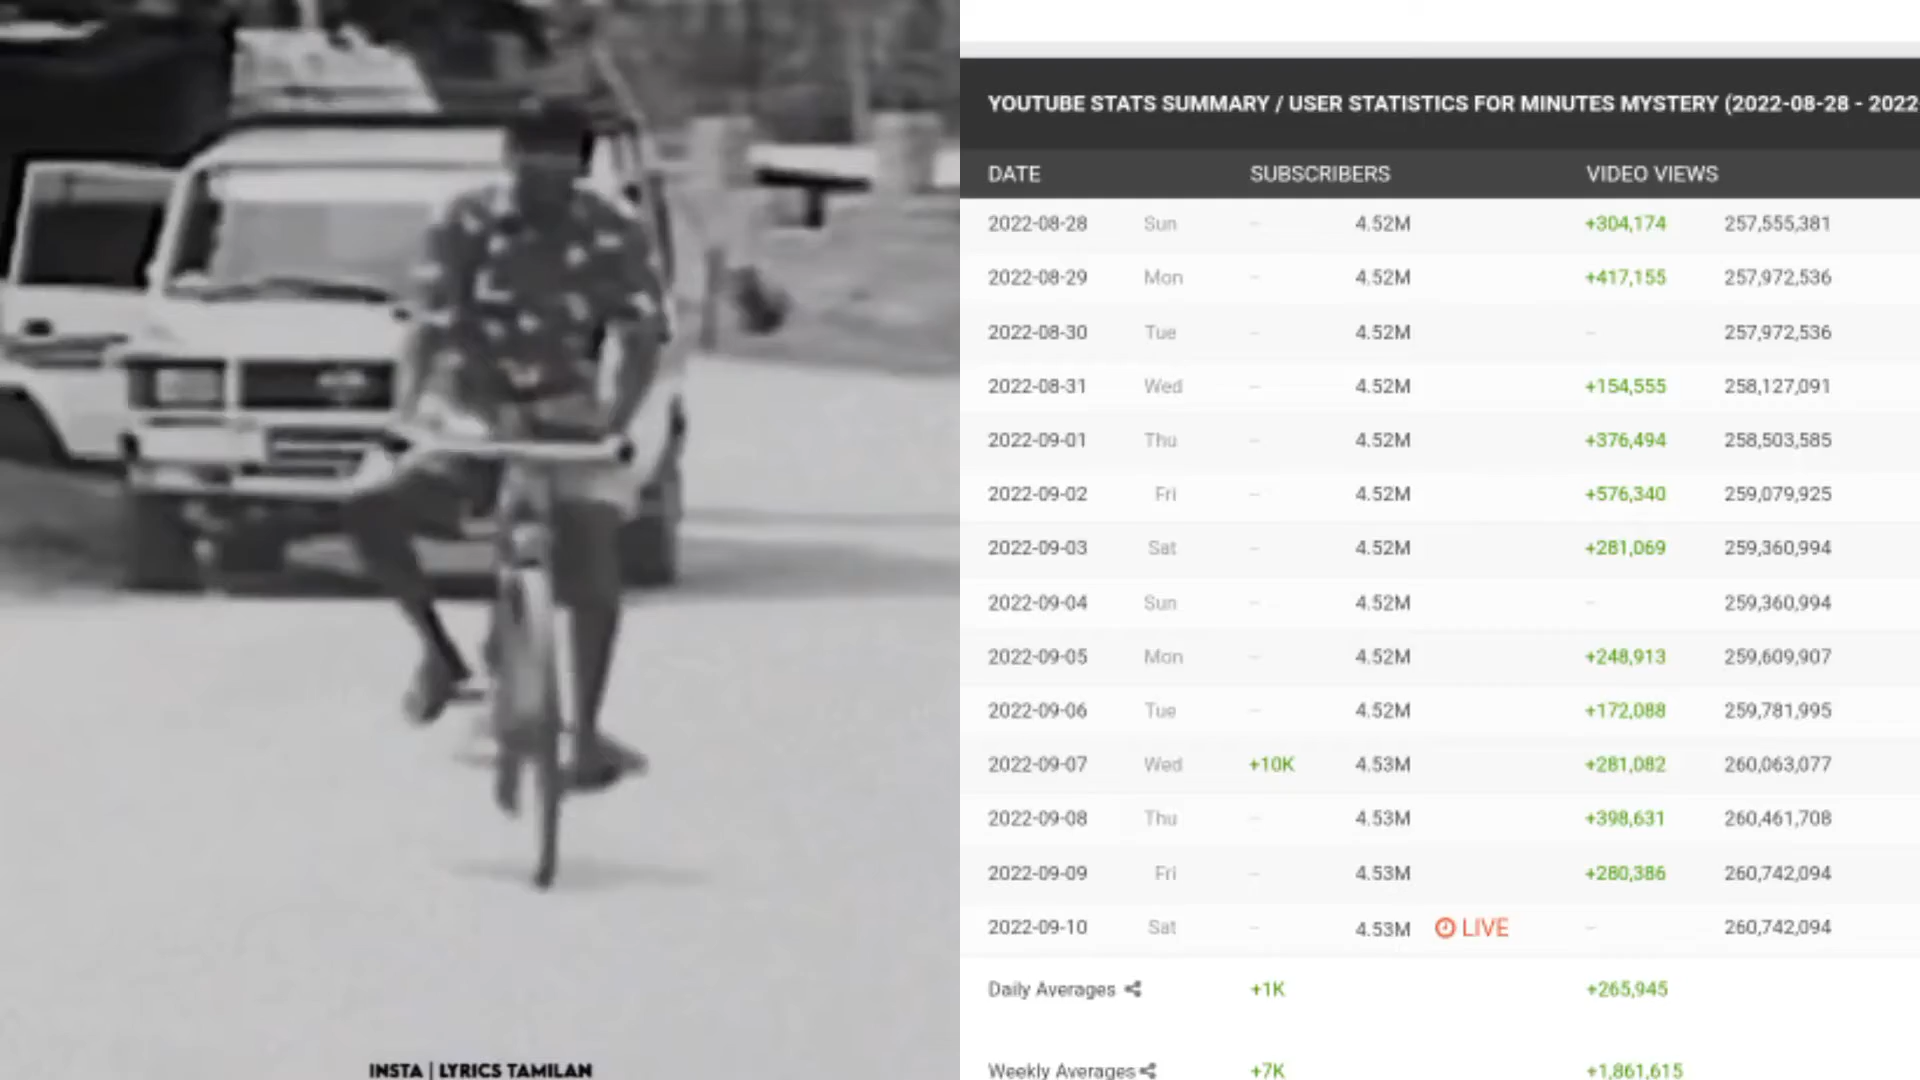 YOUTUBE STATS SUMMARY / USER STATISTICS FOR MINUTES MYSTERY (2022-08-28 - 2022
DATE SUBSCRIBERS VIDEO VIEWS
2022-08-28 Sun -- 4.52M +304,174 257,555,381
2022-08-29 Mon -- 4.52M +417,155 257,972,536
2022-08-30 Tue -- 4.52M -- 257,972,536
2022-08-31 Wed -- 4.52M +154,555 258,127,091
2022-09-01 Thu -- 4.52M +376,494 258,503,585
2022-09-02 Fri -- 4.52M +576,340 259,079,925
2022-09-03 Sat -- 4.52M +281,069 259,360,994
2022-09-04 Sun -- 4.52M -- 259,360,994
2022-09-05 Mon -- 4.52M +248,913 259,609,907
2022-09-06 Tue -- 4.52M +172,088 259,781,995
2022-09-07 Wed +10K 4.53M +281,082 260,063,077
2022-09-08 Thu -- 4.53M +398,631 260,461,708
2022-09-09 Fri -- 4.53M +280,386 260,742,094
2022-09-10 Sat -- 4.53M LIVE -- 260,742,094
Daily Averages +1K +265,945
Weekly Averages +7K +1,861,615
INSTA | LYRICS TAMILAN